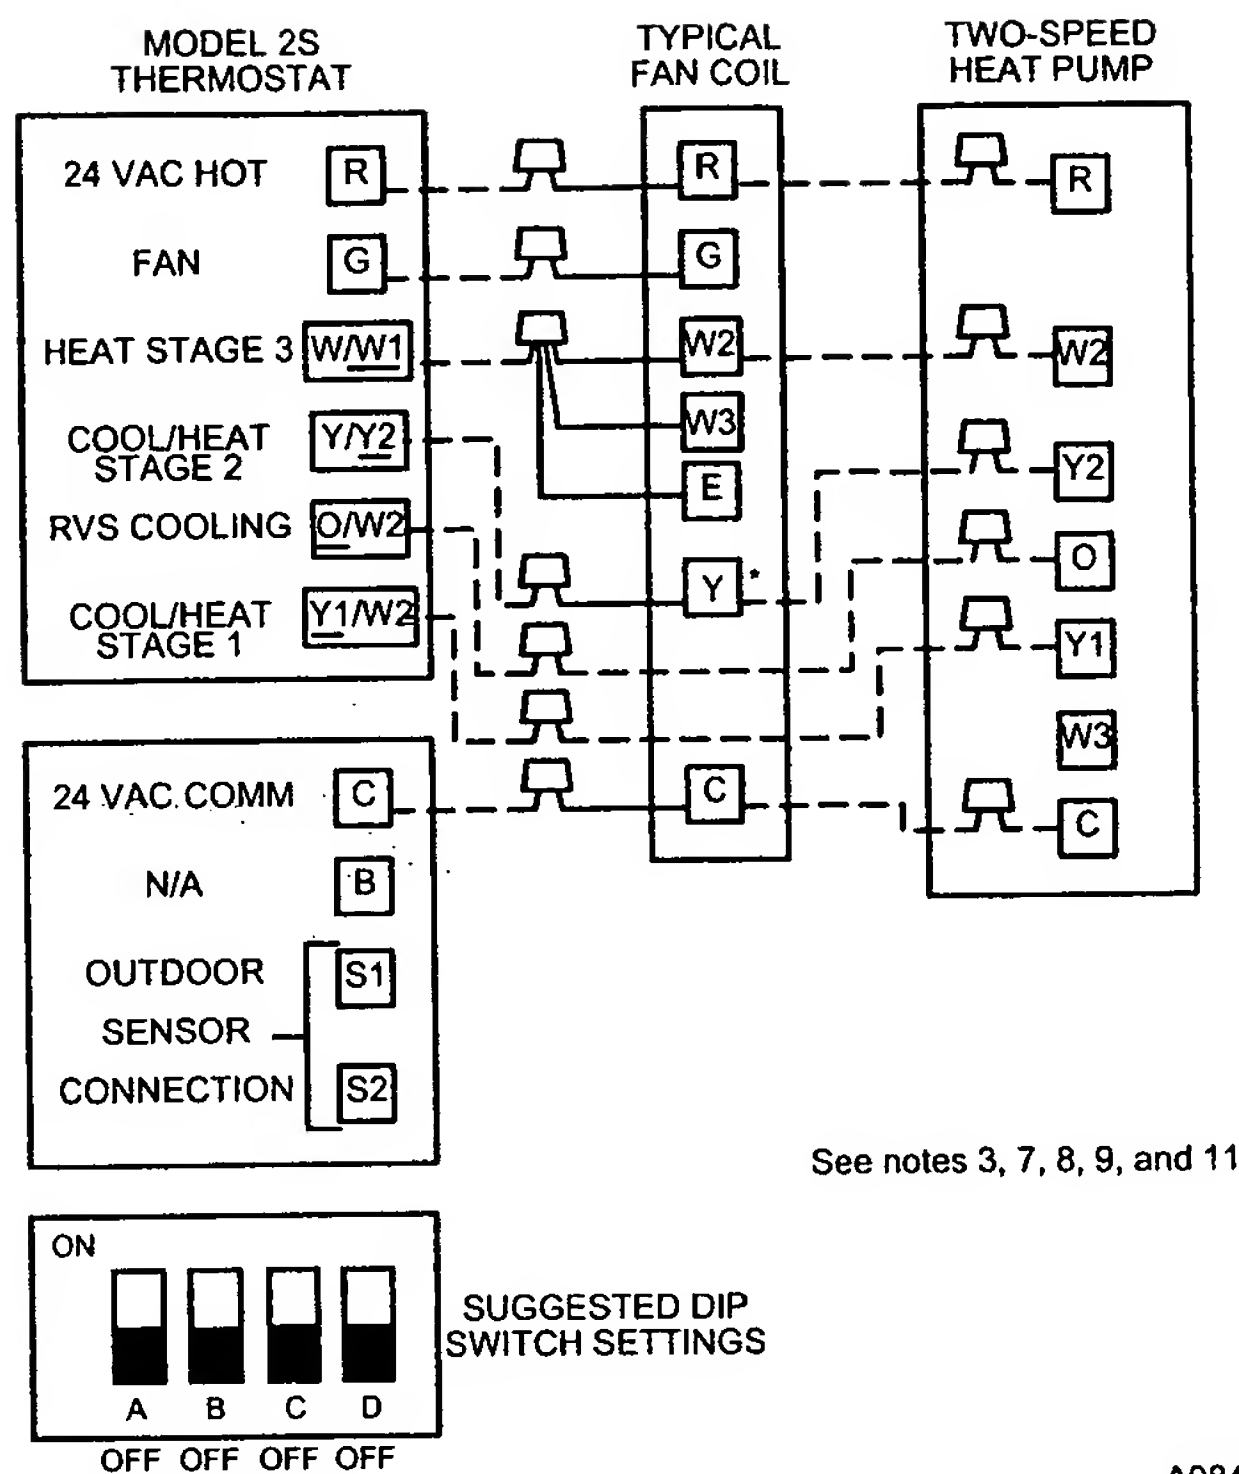 MODEL 2S
THERMOSTAT
TYPICAL
FAN COIL
TWO-SPEED
HEAT PUMP
24 VAC HOT R
FAN G
HEAT STAGE 3 W/W1
COOL/HEAT
STAGE 2
Y/Y2
RVS COOLING O/W2
COOL/HEAT
STAGE 1
Y1/W2
24 VAC COMM C
N/A B
OUTDOOR
SENSOR
CONNECTION
S1
S2
R
G
W2
W3
E
Y *
C
R
W2
Y2
O
Y1
W3
C
See notes 3, 7, 8, 9, and 11
ON
A B C D
OFF OFF OFF OFF
SUGGESTED DIP
SWITCH SETTINGS